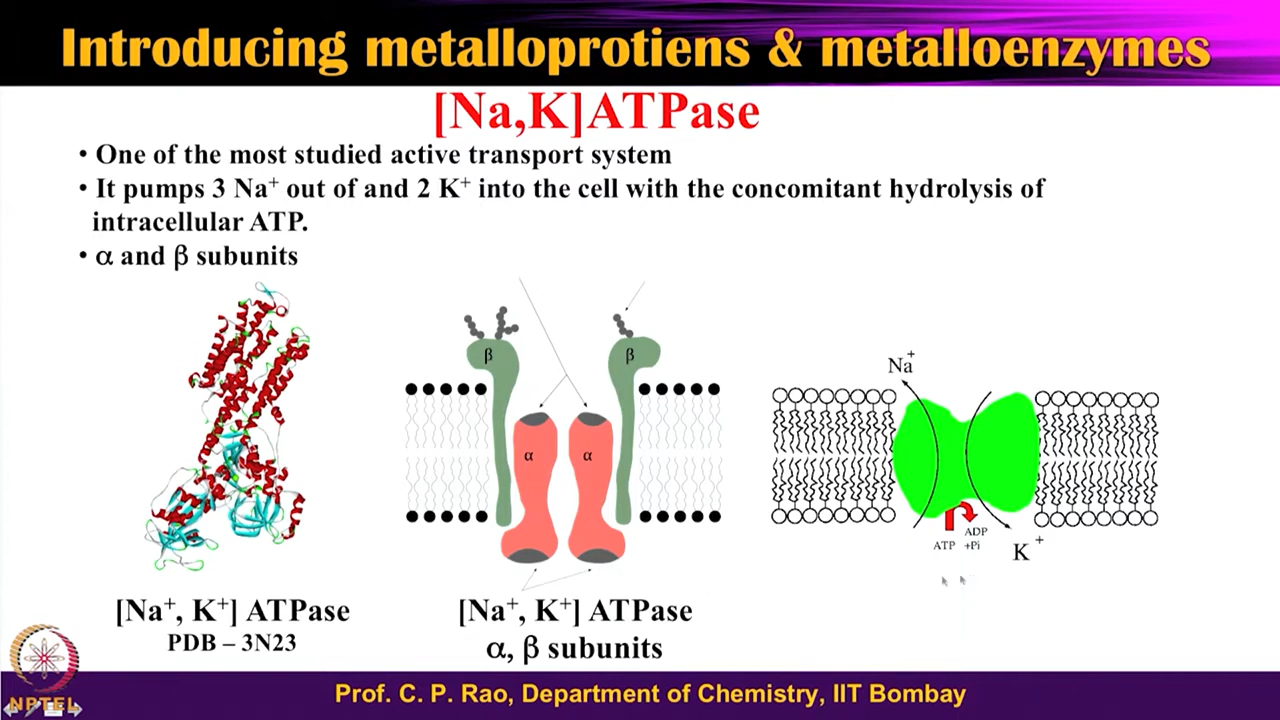 Introducing metalloprotiens & metalloenzymes
[Na,K]ATPase
• One of the most studied active transport system
• It pumps 3 Na⁺ out of and 2 K⁺ into the cell with the concomitant hydrolysis of
intracellular ATP.
• α and β subunits
β
β
α
α
Na⁺
ATP
ADP
+Pi
K⁺
[Na⁺, K⁺] ATPase
PDB – 3N23
[Na⁺, K⁺] ATPase
α, β subunits
NPTEL
Prof. C. P. Rao, Department of Chemistry, IIT Bombay